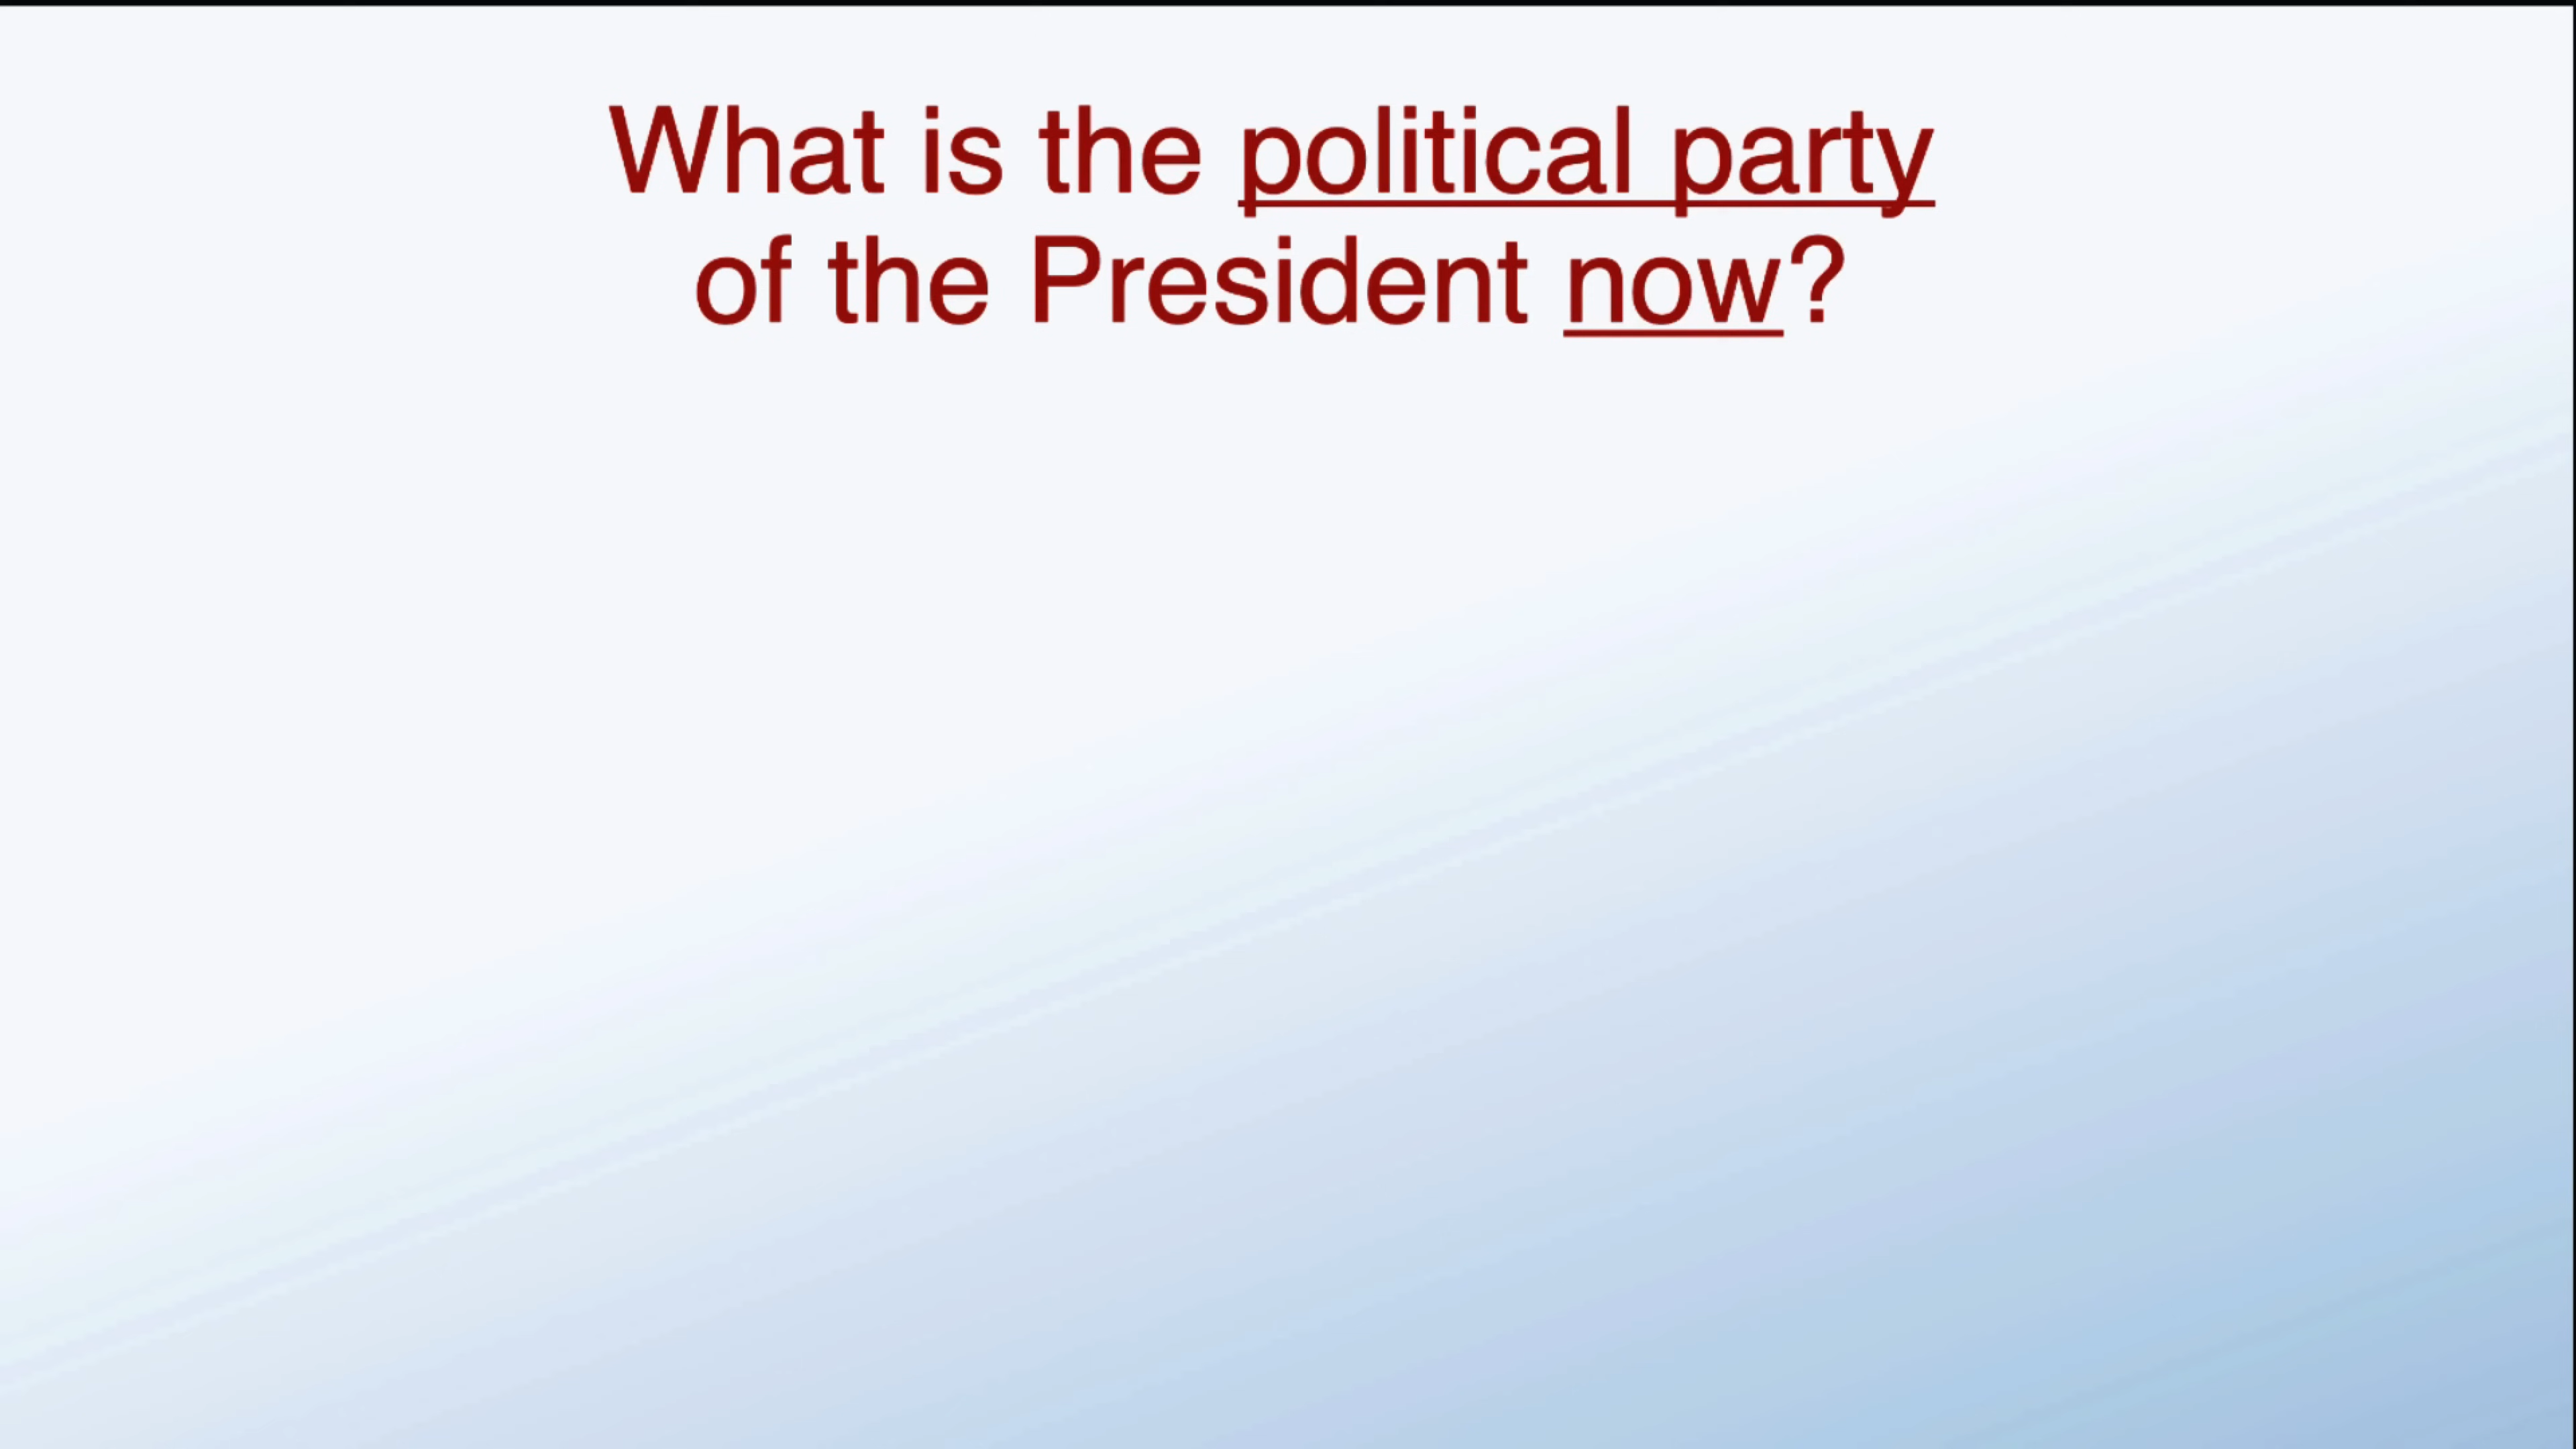 What is the political party
of the President now?